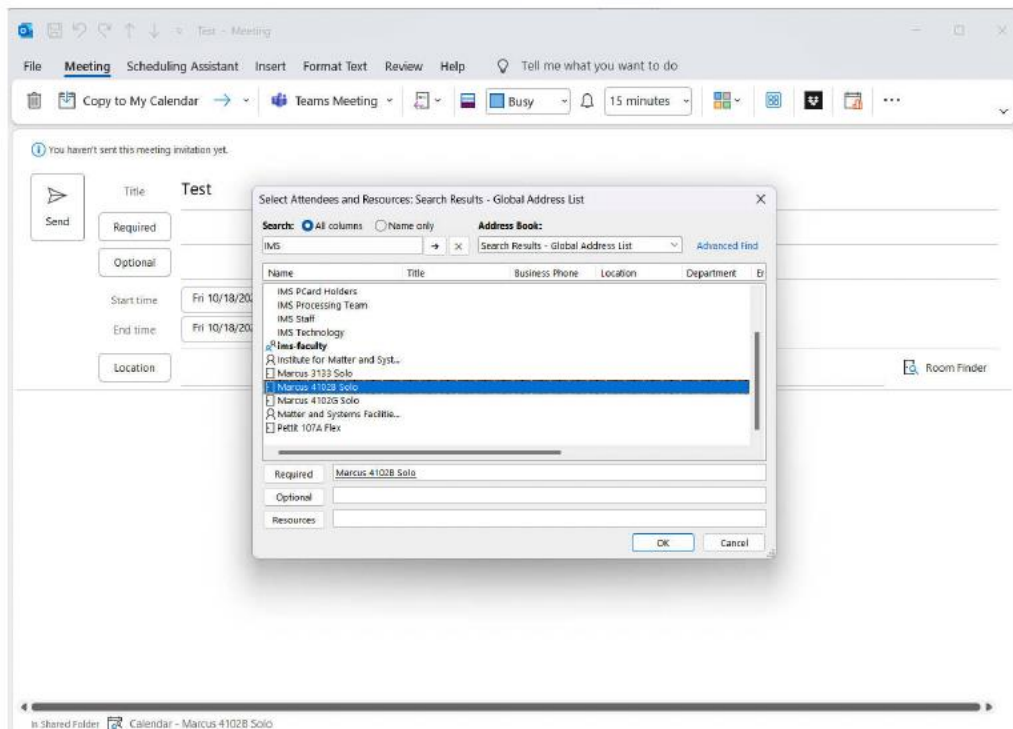 Test - Meeting
File Meeting Scheduling Assistant Insert Format Text Review Help Tell me what you want to do
Copy to My Calendar Teams Meeting Busy 15 minutes
You haven't sent this meeting invitation yet.
Send
Title Test
Required
Optional
Start time Fri 10/18/202
End time Fri 10/18/202
Location
Room Finder
Select Attendees and Resources: Search Results - Global Address List
Search: All columns Name only Address Book:
IMS Search Results - Global Address List Advanced Find
Name Title Business Phone Location Department Er
IMS PCard Holders
IMS Processing Team
IMS Staff
IMS Technology
ims-faculty
Institute for Matter and Syst...
Marcus 3133 Solo
Marcus 4102B Solo
Marcus 4102G Solo
Matter and Systems Facilitie...
Pettit 107A Flex
Required Marcus 4102B Solo
Optional
Resources
OK Cancel
In Shared Folder Calendar - Marcus 4102B Solo